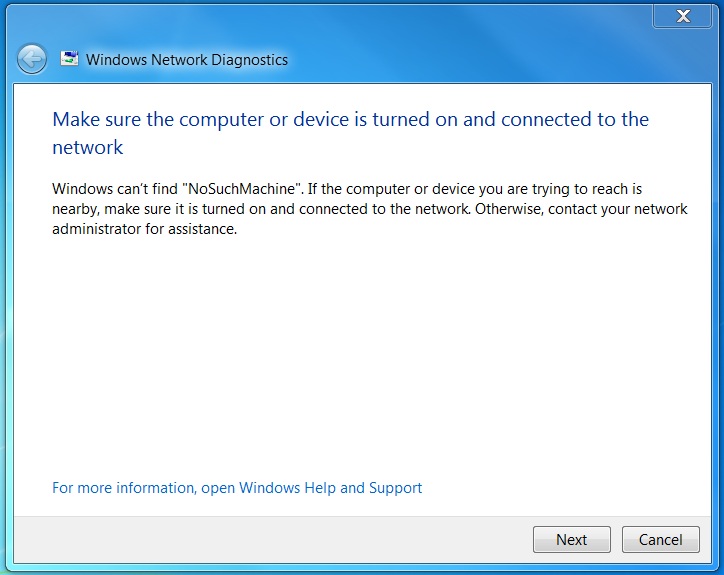 Windows Network Diagnostics
Make sure the computer or device is turned on and connected to the
network
Windows can't find "NoSuchMachine". If the computer or device you are trying to reach is
nearby, make sure it is turned on and connected to the network. Otherwise, contact your network
administrator for assistance.
For more information, open Windows Help and Support
Next
Cancel